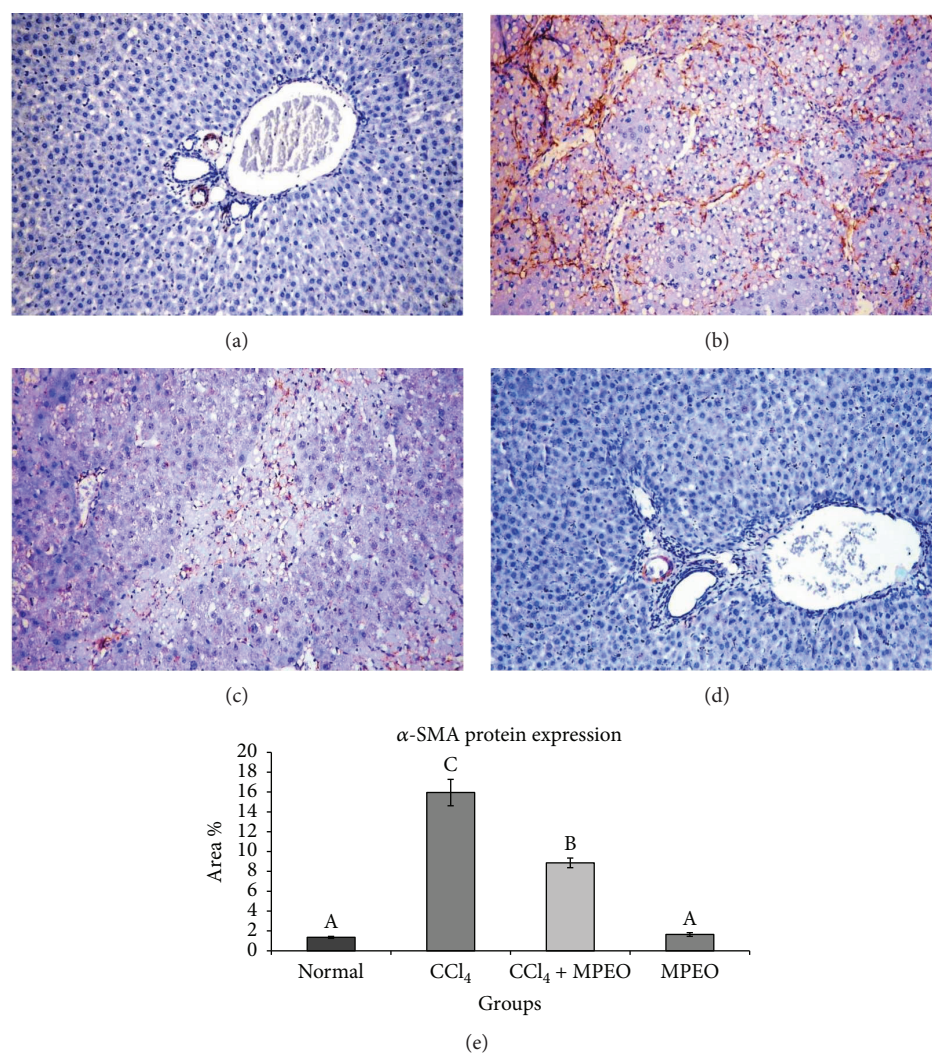 (a)
(b)
(c)
(d)
α-SMA protein expression
20
18
16
14
12
10
8
6
4
2
0
Area %
A
C
B
A
Normal
CCl₄
CCl₄ + MPEO
MPEO
Groups
(e)